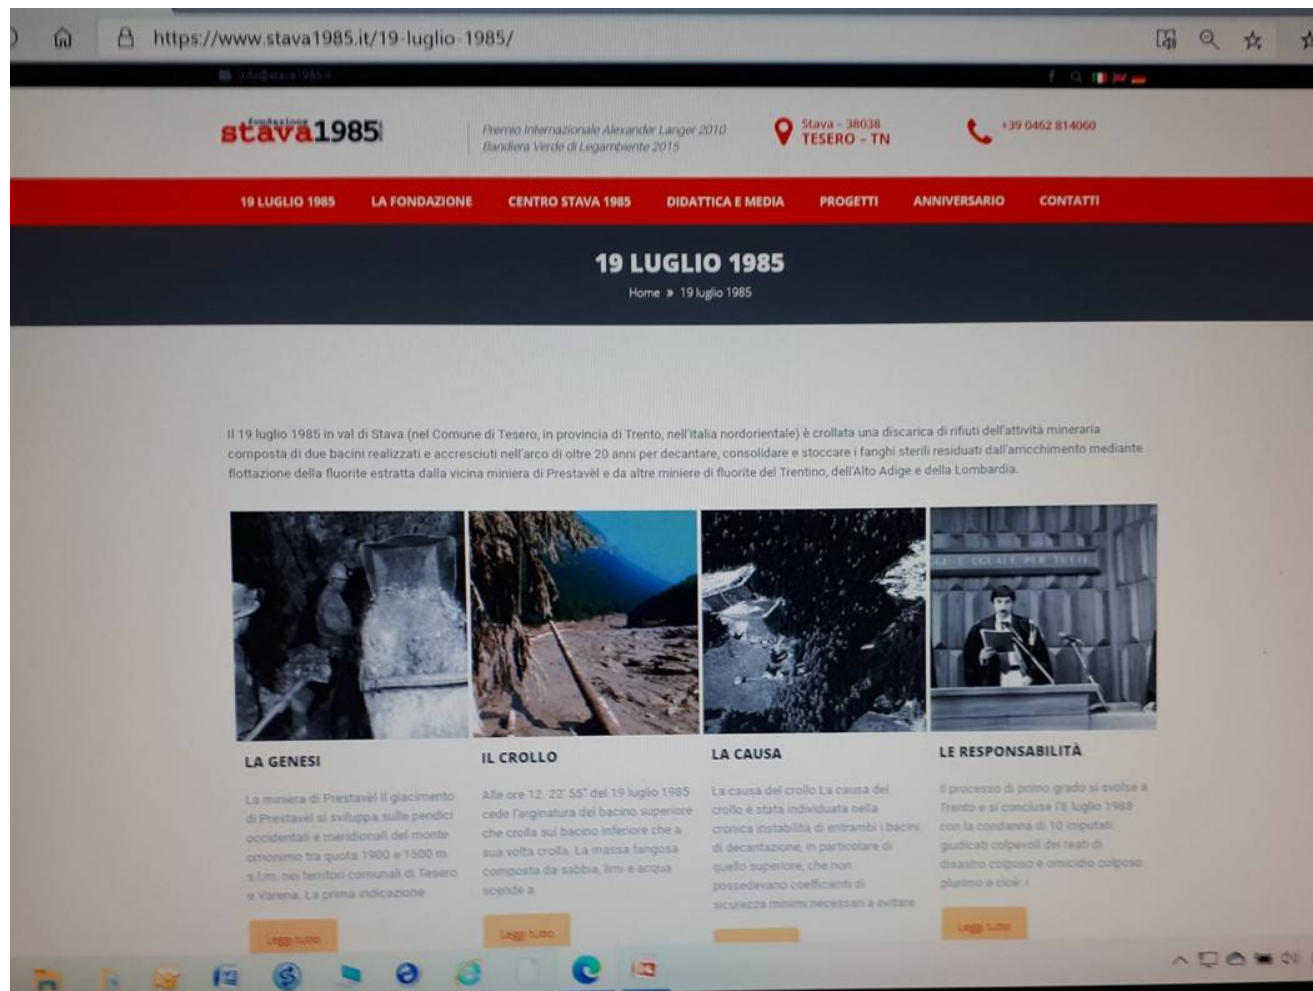 https://www.stava1985.it/19-luglio-1985/
info@stava1985.it
fondazione
stava1985
Premio Internazionale Alexander Langer 2010
Bandiera Verde di Legambiente 2015
Stava - 38038
TESERO - TN
+39 0462 814060
19 LUGLIO 1985 LA FONDAZIONE CENTRO STAVA 1985 DIDATTICA E MEDIA PROGETTI ANNIVERSARIO CONTATTI
19 LUGLIO 1985
Home » 19 luglio 1985
Il 19 luglio 1985 in val di Stava (nel Comune di Tesero, in provincia di Trento, nell'Italia nordorientale) è crollata una discarica di rifiuti dell'attività mineraria
composta di due bacini realizzati e accresciuti nell'arco di oltre 20 anni per decantare, consolidare e stoccare i fanghi sterili residuati dall'arricchimento mediante
flottazione della fluorite estratta dalla vicina miniera di Prestavèl e da altre miniere di fluorite del Trentino, dell'Alto Adige e della Lombardia.
LA GENESI
La miniera di Prestavèl Il giacimento
di Prestavèl si sviluppa sulle pendici
occidentali e meridionali del monte
omonimo tra quota 1900 e 1500 m
s.l.m. nei territori comunali di Tesero
e Varena. La prima indicazione
Leggi tutto
IL CROLLO
Alle ore 12. 22' 55" del 19 luglio 1985
cede l'arginatura del bacino superiore
che crolla sul bacino inferiore che a
sua volta crolla. La massa fangosa
composta da sabbia, limi e acqua
scende a
Leggi tutto
LA CAUSA
La causa del crollo La causa del
crollo è stata individuata nella
cronica instabilità di entrambi i bacini
di decantazione, in particolare di
quello superiore, che non
possedevano coefficienti di
sicurezza minimi necessari a evitare
E UGUALE PER TUTTI
LE RESPONSABILITÀ
Il processo di primo grado si svolse a
Trento e si concluse l'8 luglio 1988
con la condanna di 10 imputati
giudicati colpevoli dei reati di
disastro colposo e omicidio colposo
plurimo e cioè: i
Leggi tutto